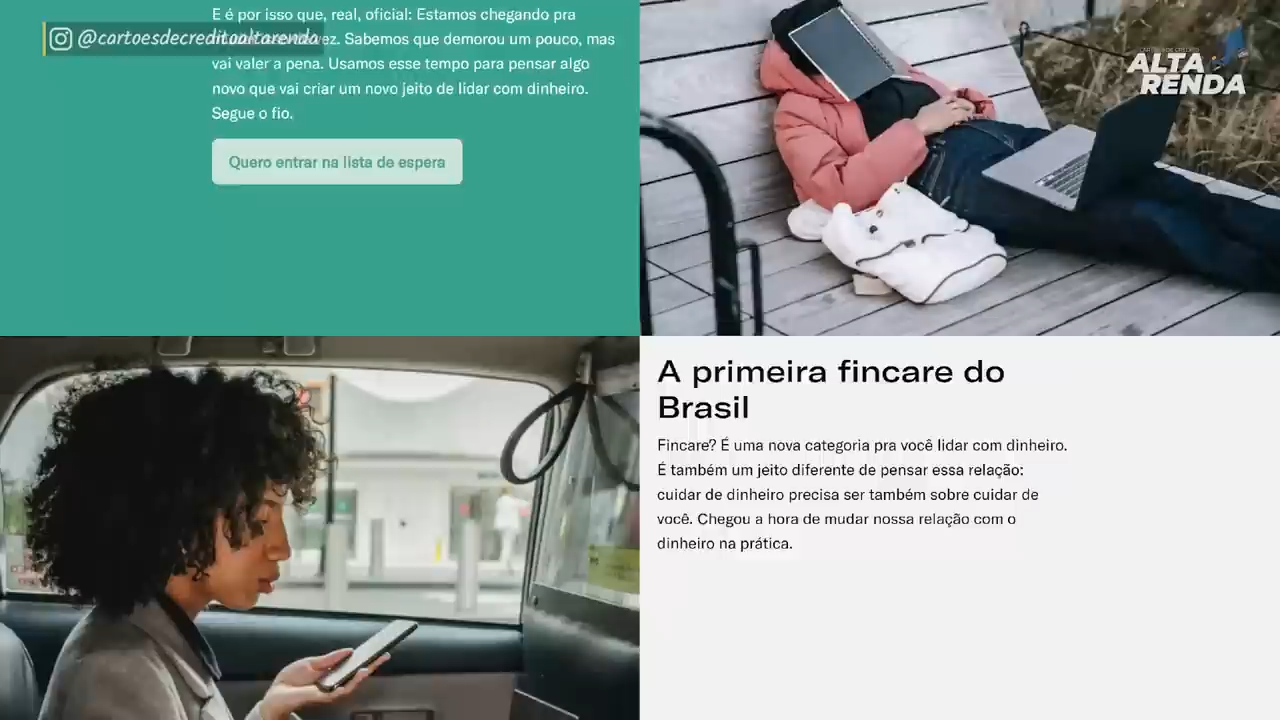 E é por isso que, real, oficial: Estamos chegando pra
@cartoesdecreditoaltarenda
vez. Sabemos que demorou um pouco, mas
vai valer a pena. Usamos esse tempo para pensar algo
novo que vai criar um novo jeito de lidar com dinheiro.
Segue o fio.
Quero entrar na lista de espera
CARTÕES DE CRÉDITO
ALTA
RENDA
A primeira fincare do
Brasil
Fincare? É uma nova categoria pra você lidar com dinheiro.
É também um jeito diferente de pensar essa relação:
cuidar de dinheiro precisa ser também sobre cuidar de
você. Chegou a hora de mudar nossa relação com o
dinheiro na prática.